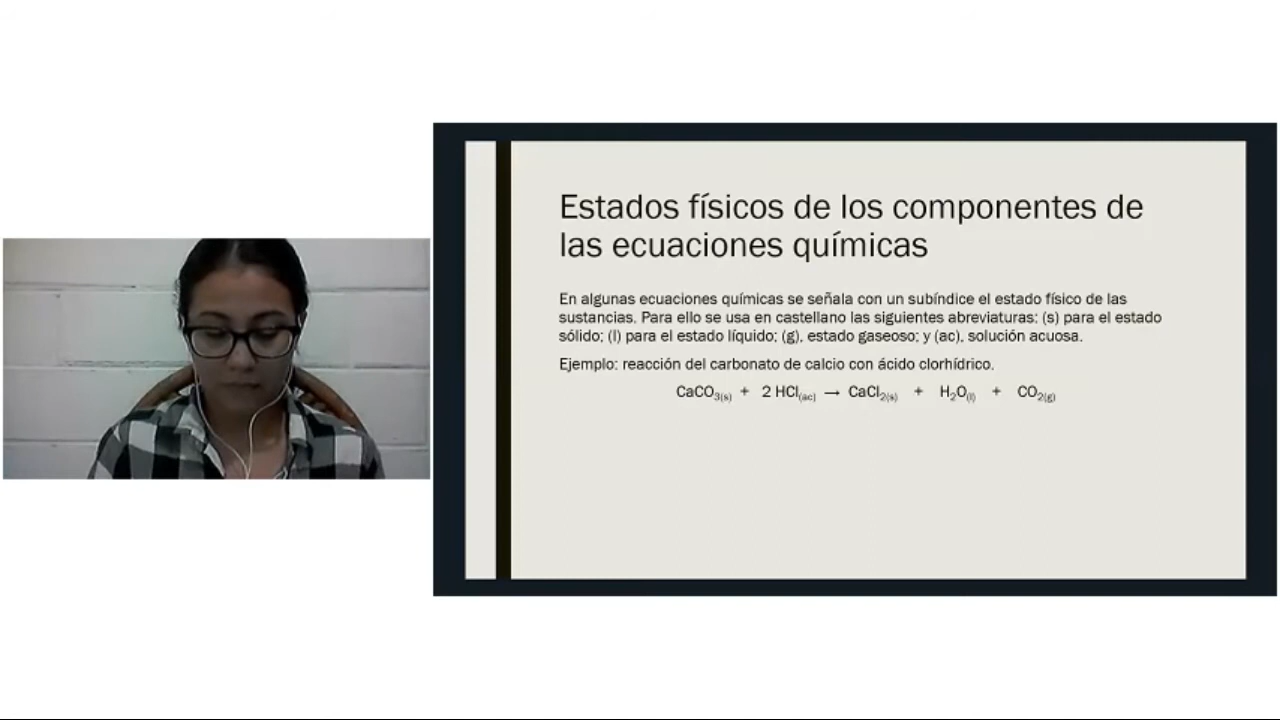 Estados físicos de los componentes de
las ecuaciones químicas
En algunas ecuaciones químicas se señala con un subíndice el estado físico de las
sustancias. Para ello se usa en castellano las siguientes abreviaturas: (s) para el estado
sólido; (l) para el estado líquido; (g), estado gaseoso; y (ac), solución acuosa.
Ejemplo: reacción del carbonato de calcio con ácido clorhídrico.
CaCO₃₍ₛ₎ + 2 HCl₍ac₎ → CaCl₂₍ₛ₎ + H₂O₍ₗ₎ + CO₂₍g₎